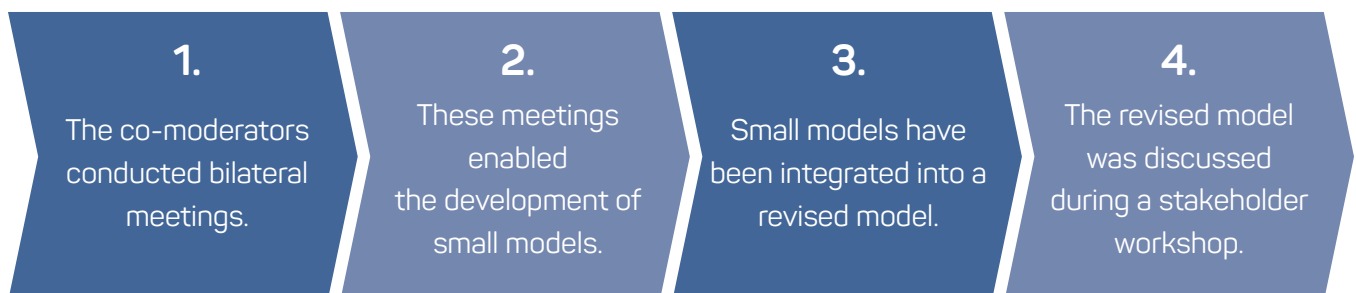 1.
The co-moderators
conducted bilateral
meetings.
2.
These meetings
enabled
the development of
small models.
3.
Small models have
been integrated into a
revised model.
4.
The revised model
was discussed
during a stakeholder
workshop.